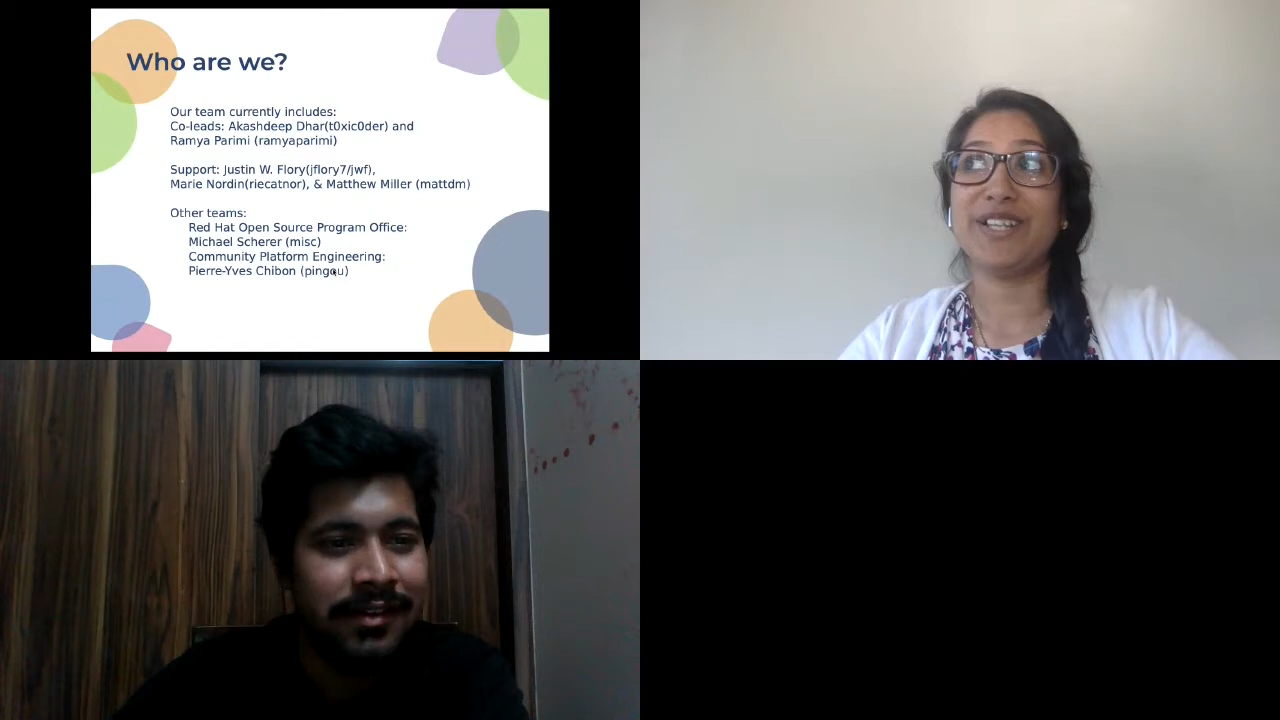 Who are we?
Our team currently includes:
Co-leads: Akashdeep Dhar(t0xic0der) and
Ramya Parimi (ramyaparimi)
Support: Justin W. Flory(jflory7/jwf),
Marie Nordin(riecatnor), & Matthew Miller (mattdm)
Other teams:
Red Hat Open Source Program Office:
Michael Scherer (misc)
Community Platform Engineering:
Pierre-Yves Chibon (pingou)